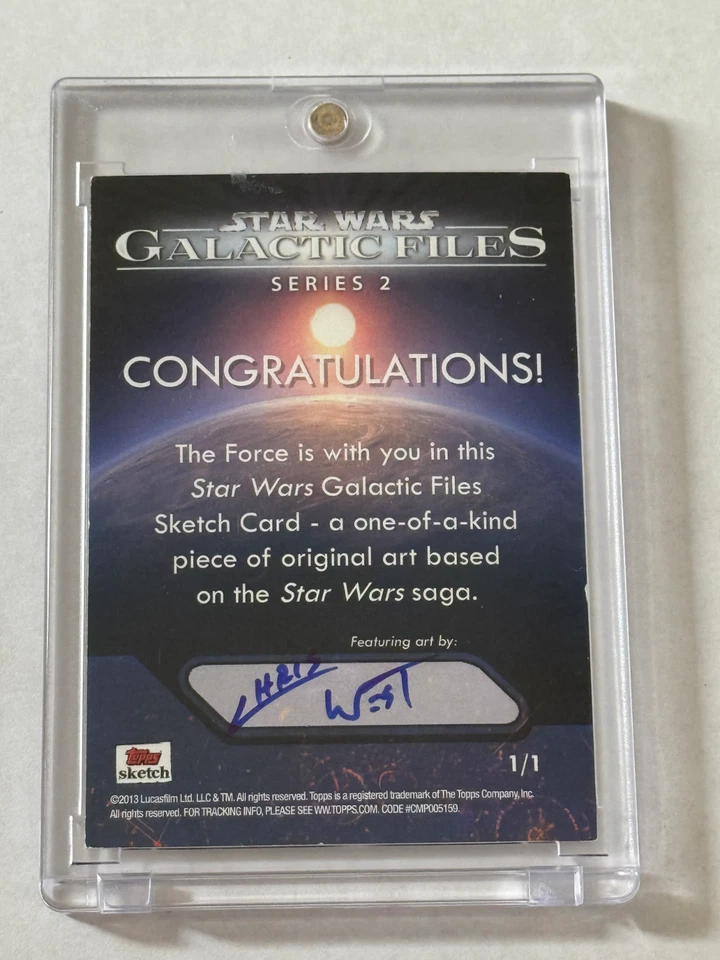 STAR WARS
GALACTIC FILES
SERIES 2
CONGRATULATIONS!
The Force is with you in this
Star Wars Galactic Files
Sketch Card - a one-of-a-kind
piece of original art based
on the Star Wars saga.
Featuring art by:
CHRIS West
1/1
Topps
sketch
©2013 Lucasfilm Ltd. LLC & TM. All rights reserved. Topps is a registered trademark of The Topps Company, Inc.
All rights reserved. FOR TRACKING INFO, PLEASE SEE WW.TOPPS.COM. CODE #CMP005159.